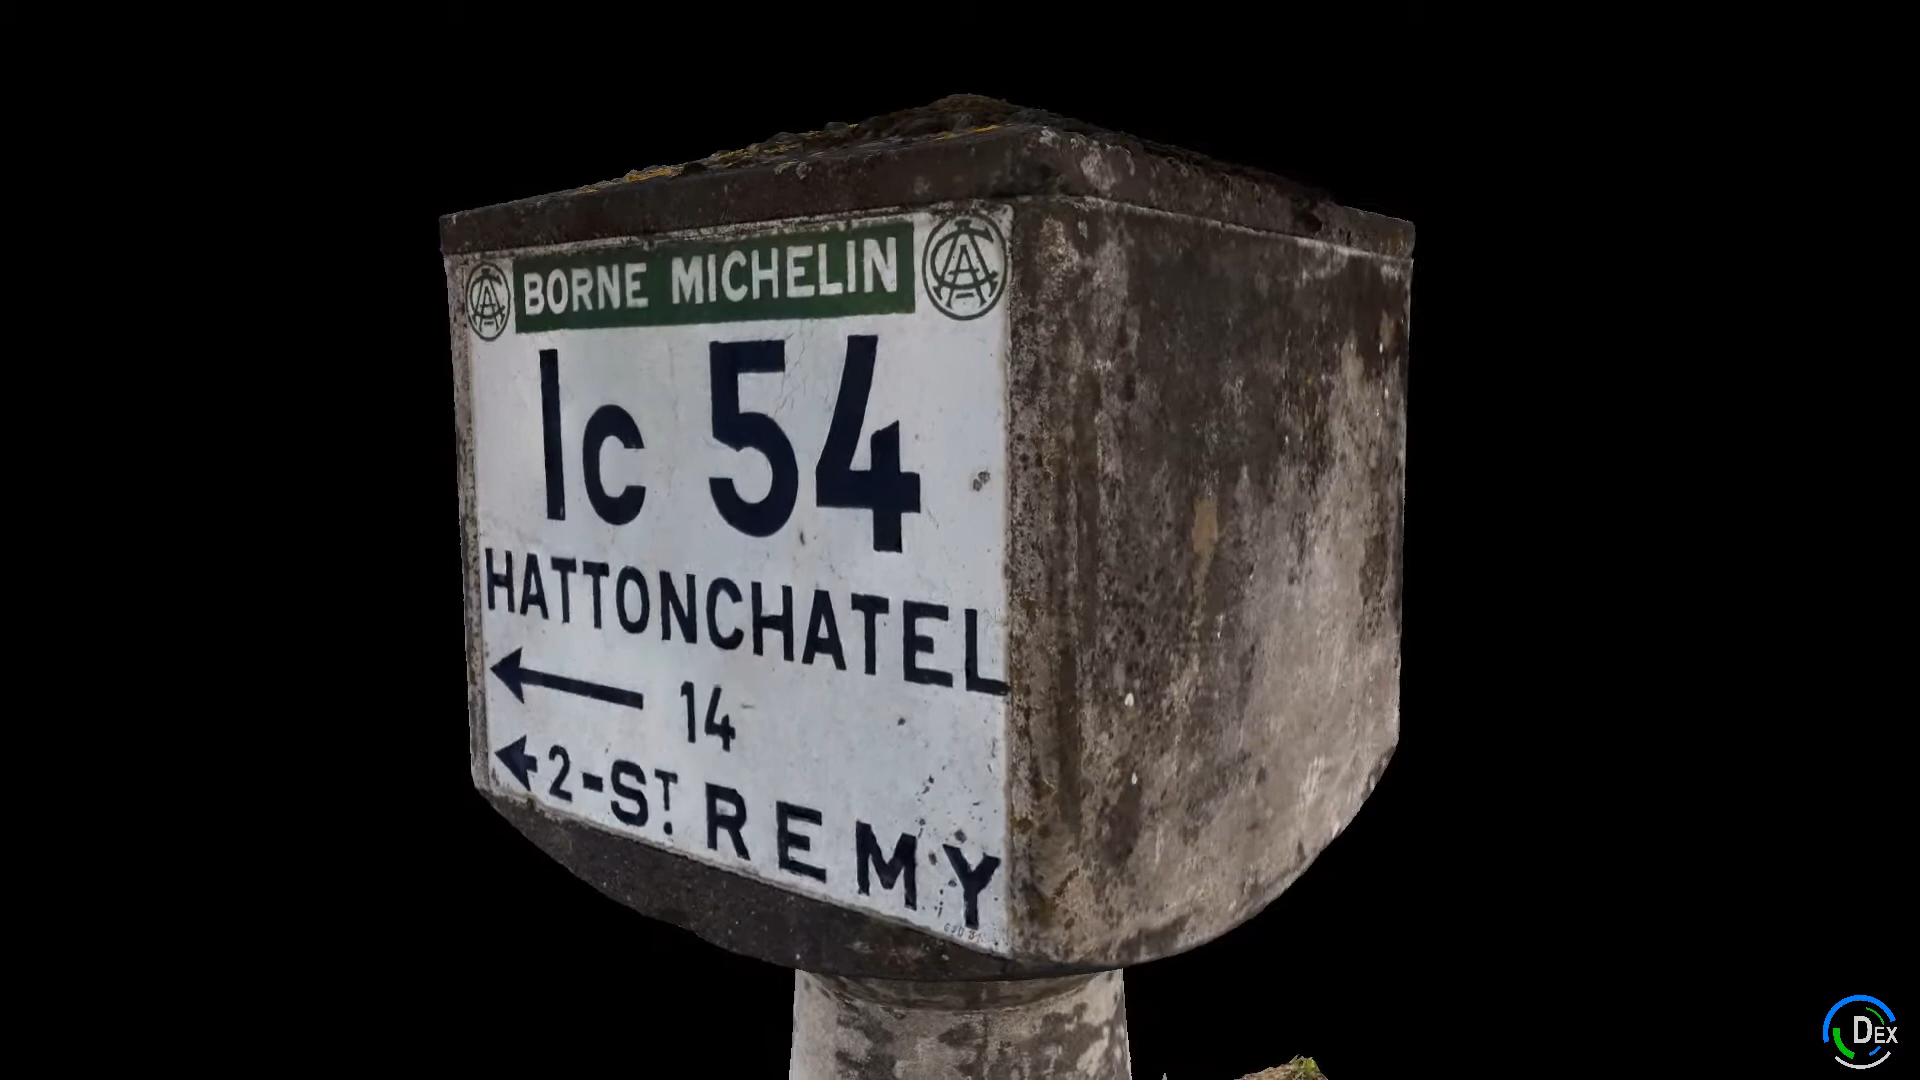 BORNE MICHELIN
Ic 54
HATTONCHATEL
14
2-ST. REMY
DEX